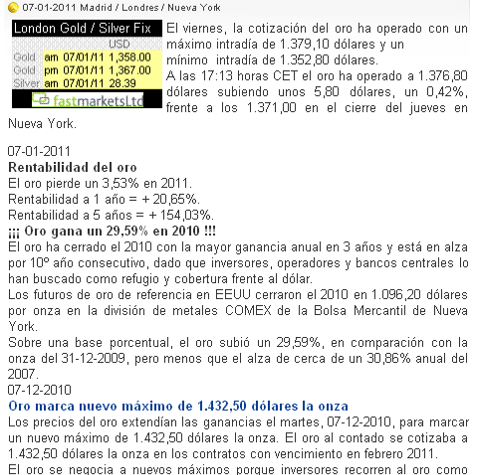 07-01-2011 Madrid / Londres / Nueva York
London Gold / Silver Fix
USD
Gold am 07/01/11 1,358.00
Gold pm 07/01/11 1,367.00
Silver am 07/01/11 28.39
fastmarketsLtd
El viernes, la cotización del oro ha operado con un
máximo intradía de 1.379,10 dólares y un
mínimo intradía de 1.352,80 dólares.
A las 17:13 horas CET el oro ha operado a 1.376,80
dólares subiendo unos 5,80 dólares, un 0,42%,
frente a los 1.371,00 en el cierre del jueves en
Nueva York.
07-01-2011
Rentabilidad del oro
El oro pierde un 3,53% en 2011.
Rentabilidad a 1 año = + 20,65%.
Rentabilidad a 5 años = + 154,03%.
¡¡¡ Oro gana un 29,59% en 2010 !!!
El oro ha cerrado el 2010 con la mayor ganancia anual en 3 años y está en alza
por 10º año consecutivo, dado que inversores, operadores y bancos centrales lo
han buscado como refugio y cobertura frente al dólar.
Los futuros de oro de referencia en EEUU cerraron el 2010 en 1.096,20 dólares
por onza en la división de metales COMEX de la Bolsa Mercantil de Nueva
York.
Sobre una base porcentual, el oro subió un 29,59%, en comparación con la
onza del 31-12-2009, pero menos que el alza de cerca de un 30,86% anual del
2007.
07-12-2010
Oro marca nuevo máximo de 1.432,50 dólares la onza
Los precios del oro extendían las ganancias el martes, 07-12-2010, para marcar
un nuevo máximo de 1.432,50 dólares la onza. El oro al contado se cotizaba a
1.432,50 dólares la onza en los contratos con vencimiento en febrero 2011.
El oro se negocia a nuevos máximos porque inversores recorren al oro como